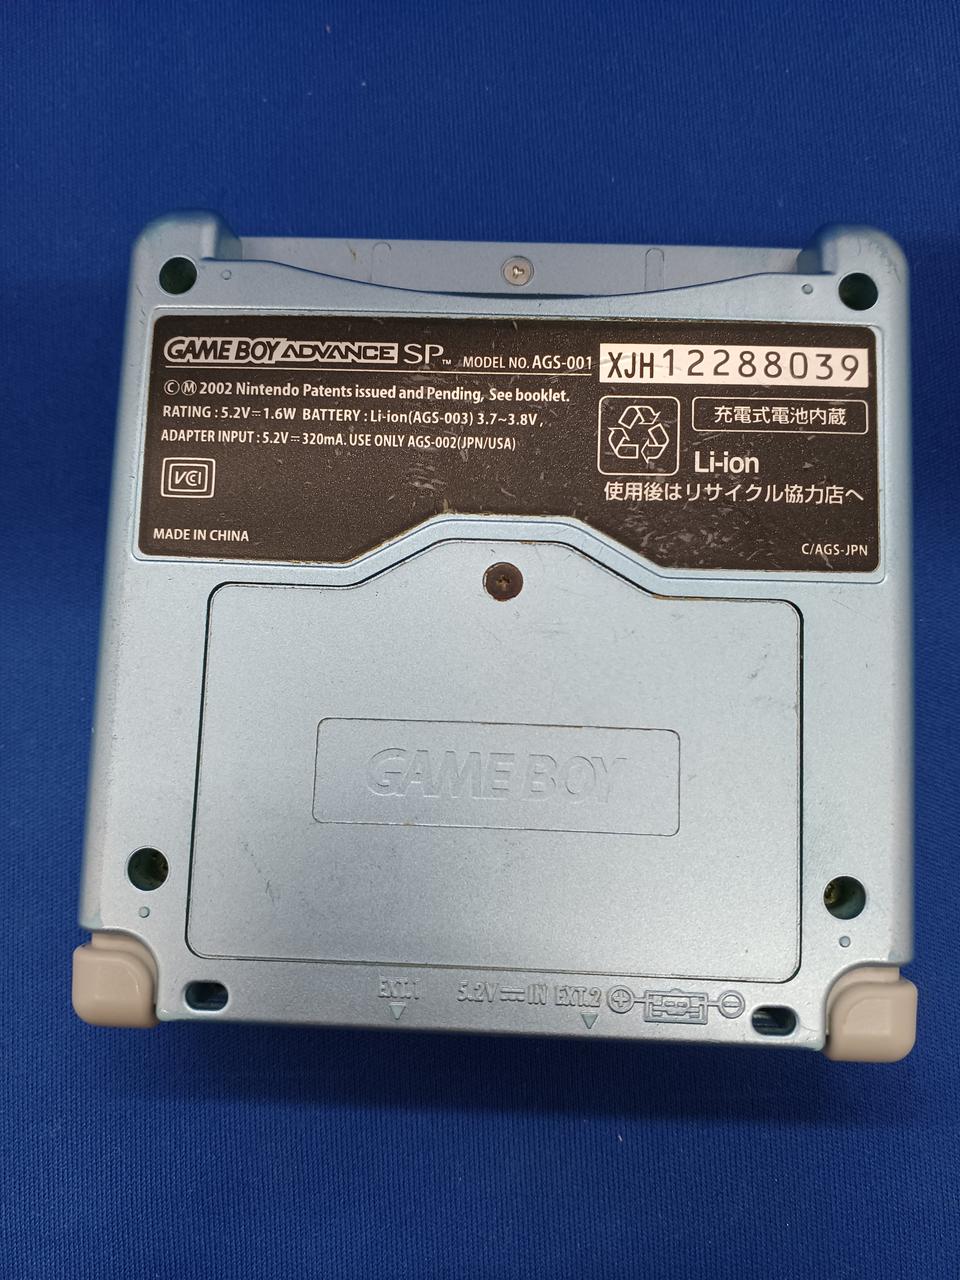 GAME BOY ADVANCE SP™ MODEL NO. AGS-001 XJH12288039
©Ⓜ 2002 Nintendo Patents issued and Pending, See booklet.
RATING : 5.2V⎓1.6W BATTERY : Li-ion(AGS-003) 3.7~3.8V ,
ADAPTER INPUT : 5.2V⎓320mA. USE ONLY AGS-002(JPN/USA)
VCI
MADE IN CHINA
充電式電池内蔵
Li-ion
使用後はリサイクル協力店へ
C/AGS-JPN
GAME BOY
EXT.1 5.2V⎓IN EXT.2